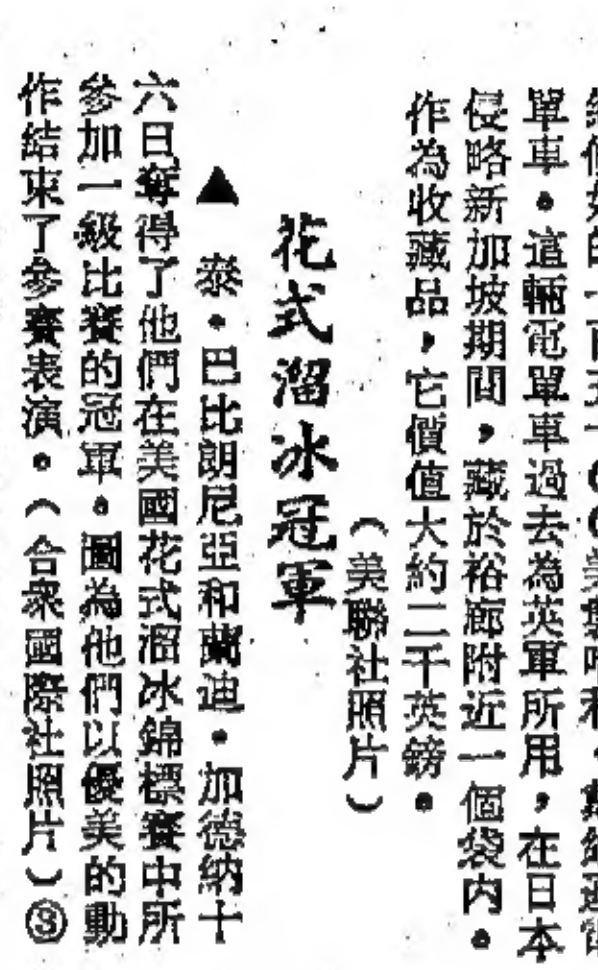 單車。這輛電單車過去為英軍所用，在日本
侵略新加坡期間，藏於裕廊附近一個袋內。
作為收藏品，它價值大約二千英鎊。
（美聯社照片）
花式溜冰冠軍
▲ 泰•巴比朗尼亞和蘭迪•加德納十
六日奪得了他們在美國花式溜冰錦標賽中所
參加一級比賽的冠軍。圖為他們以優美的動
作結束了參賽表演。（合衆國際社照片）③